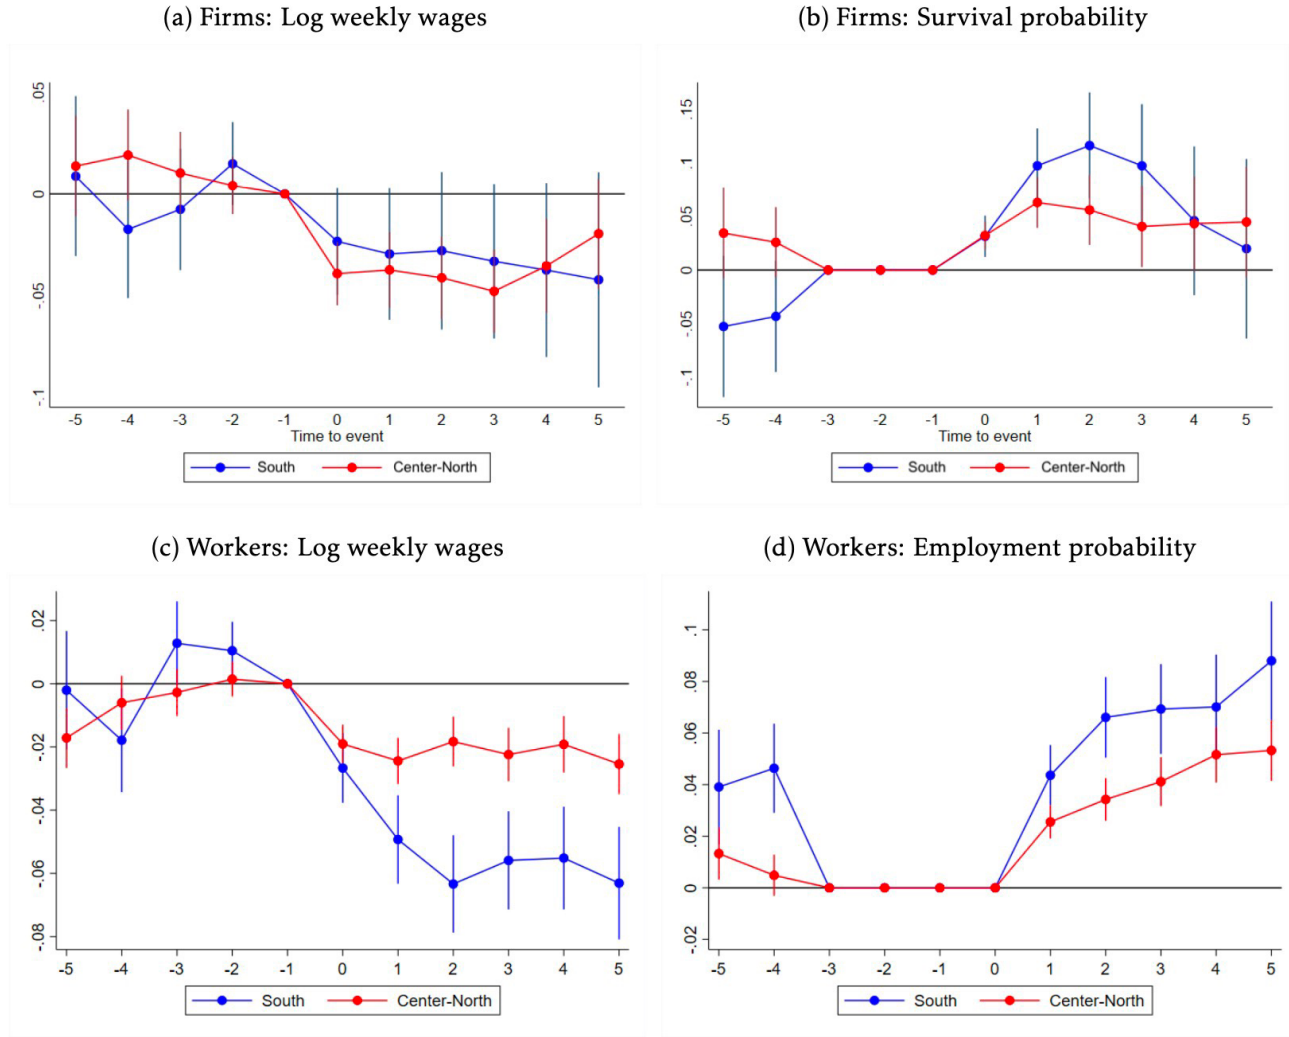 (a) Firms: Log weekly wages
.05
0
-.05
-.1
-5 -4 -3 -2 -1 0 1 2 3 4 5
Time to event
South Center-North
(b) Firms: Survival probability
.15
.1
.05
0
-.05
-.1
-5 -4 -3 -2 -1 0 1 2 3 4 5
Time to event
South Center-North
(c) Workers: Log weekly wages
.02
0
-.02
-.04
-.06
-.08
-5 -4 -3 -2 -1 0 1 2 3 4 5
South Center-North
(d) Workers: Employment probability
.1
.08
.06
.04
.02
0
-.02
-5 -4 -3 -2 -1 0 1 2 3 4 5
South Center-North